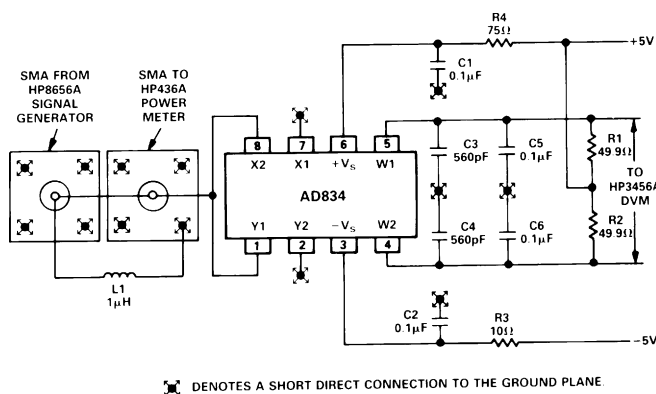 R4
75Ω
+5V
SMA FROM
HP8656A
SIGNAL
GENERATOR
SMA TO
HP436A
POWER
METER
C1
0.1μF
8
7
6
5
X2
X1
+VS
W1
C3
560pF
C5
0.1μF
R1
49.9Ω
TO
HP3456A
DVM
AD834
Y1
Y2
−VS
W2
1
2
3
4
C4
560pF
C6
0.1μF
R2
49.9Ω
L1
1μH
C2
0.1μF
R3
10Ω
−5V
DENOTES A SHORT DIRECT CONNECTION TO THE GROUND PLANE.